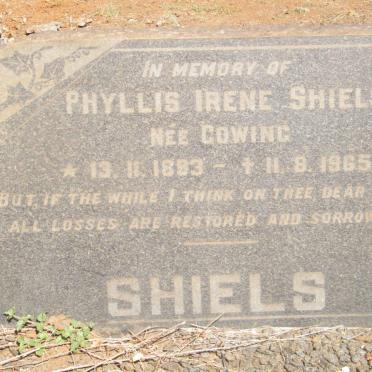 IN MEMORY OF
PHYLLIS IRENE SHIELS
NEE COWING
★ 13.11.1883 - ✝ 11.9.1965
BUT, IF THE WHILE I THINK ON THEE DEAR
ALL LOSSES ARE RESTORED AND SORROW
SHIELS